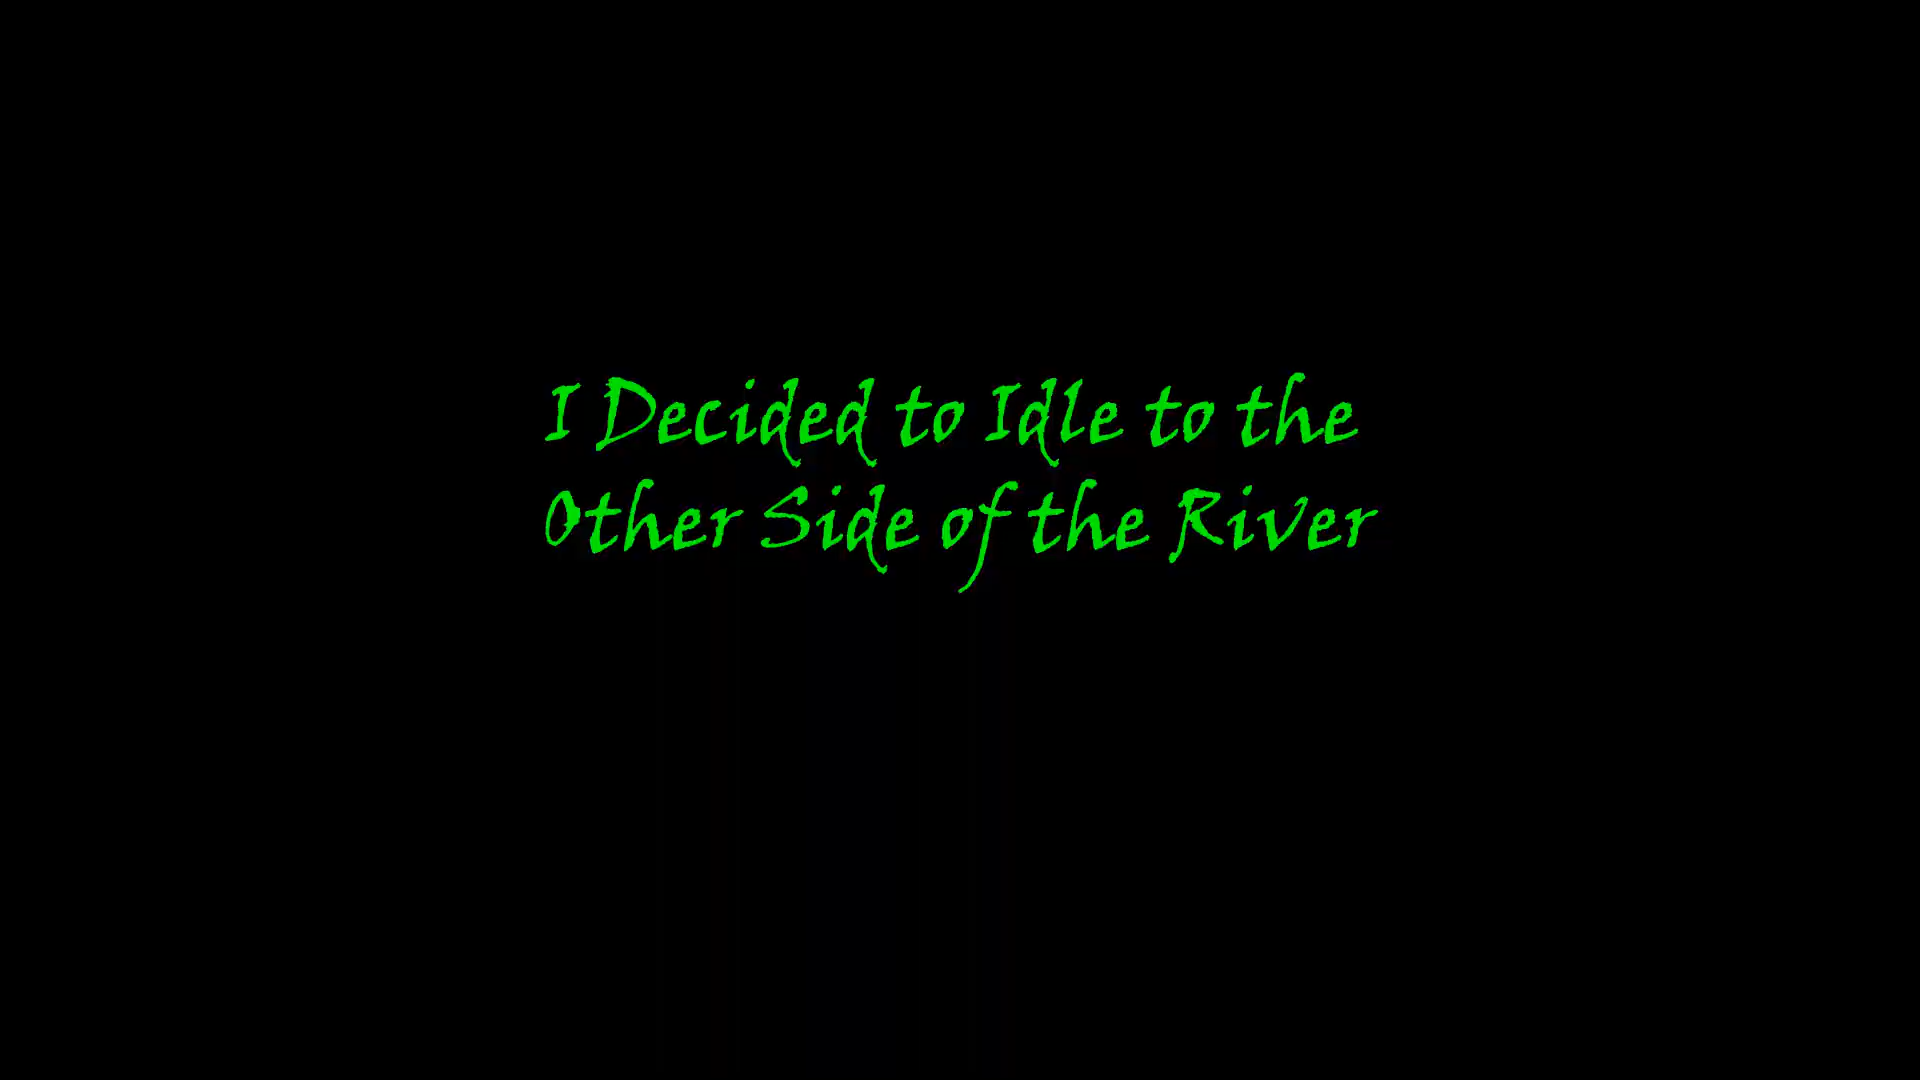 I Decided to Idle to the
Other Side of the River